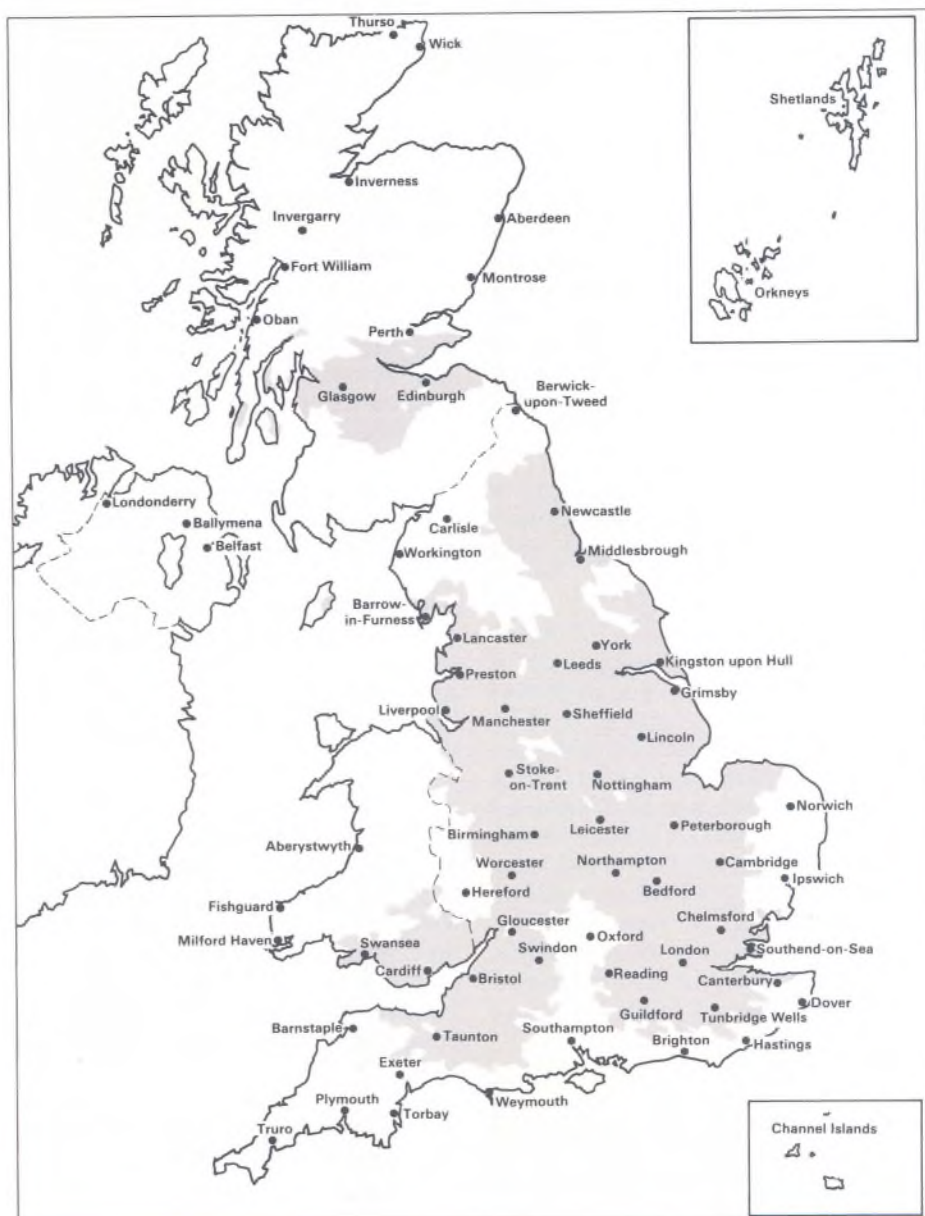 Thurso
Wick
Shetlands
Inverness
Invergarry
Aberdeen
Fort William
Montrose
Orkneys
Oban
Perth
Glasgow
Edinburgh
Berwick-
upon-Tweed
Londonderry
Ballymena
Belfast
Carlisle
Newcastle
Workington
Middlesbrough
Barrow-
in-Furness
Lancaster
York
Leeds
Kingston upon Hull
Preston
Grimsby
Liverpool
Manchester
Sheffield
Lincoln
Stoke-
on-Trent
Nottingham
Norwich
Leicester
Peterborough
Birmingham
Aberystwyth
Worcester
Northampton
Cambridge
Ipswich
Hereford
Bedford
Fishguard
Gloucester
Chelmsford
Milford Haven
Swansea
Swindon
Oxford
London
Southend-on-Sea
Cardiff
Bristol
Reading
Canterbury
Guildford
Tunbridge Wells
Dover
Barnstaple
Taunton
Southampton
Brighton
Hastings
Exeter
Weymouth
Plymouth
Torbay
Truro
Channel Islands